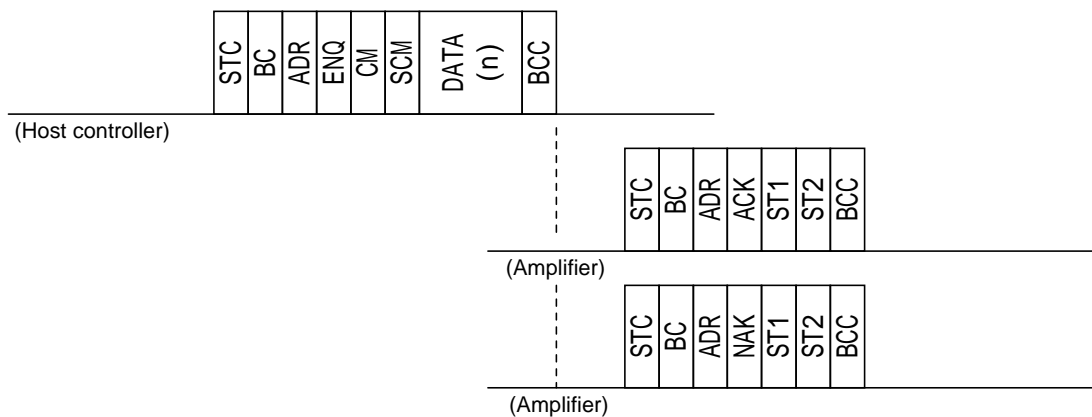 STC BC ADR ENQ CM SCM DATA (n) BCC
(Host controller)
STC BC ADR ACK ST1 ST2 BCC
(Amplifier)
STC BC ADR NAK ST1 ST2 BCC
(Amplifier)